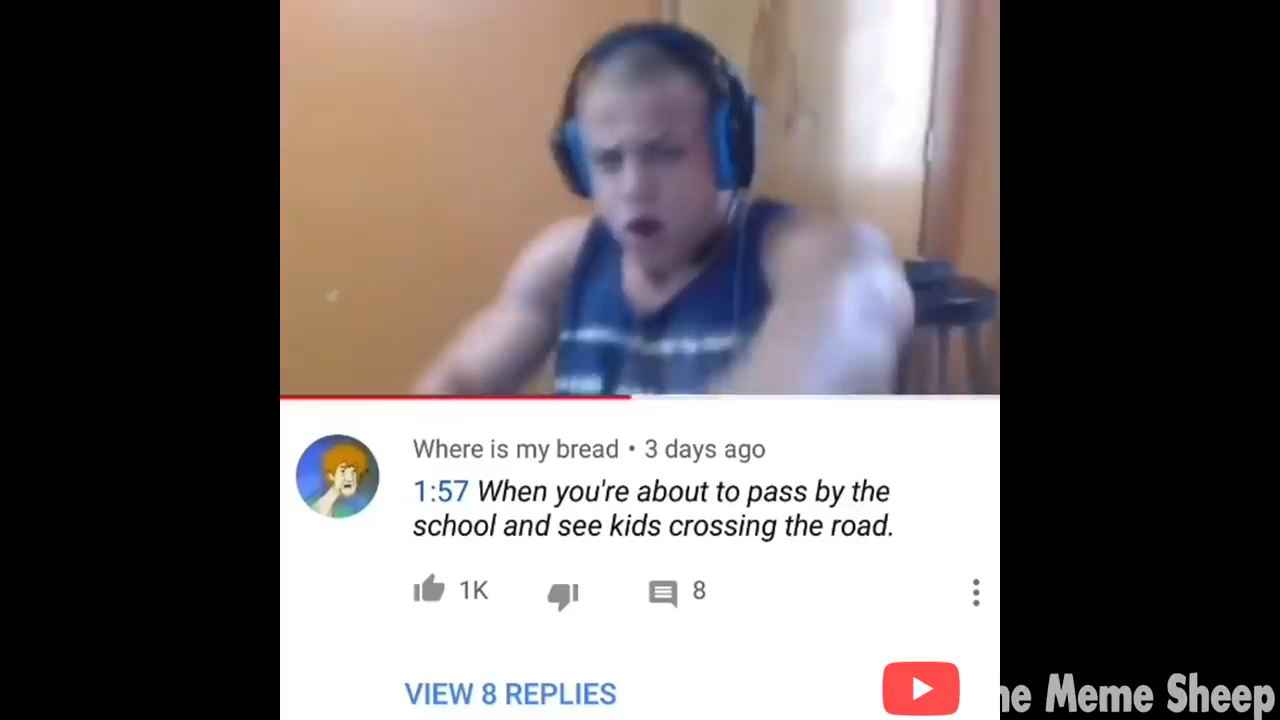 Where is my bread • 3 days ago
1:57 When you're about to pass by the
school and see kids crossing the road.
1K
8
VIEW 8 REPLIES
he Meme Sheep